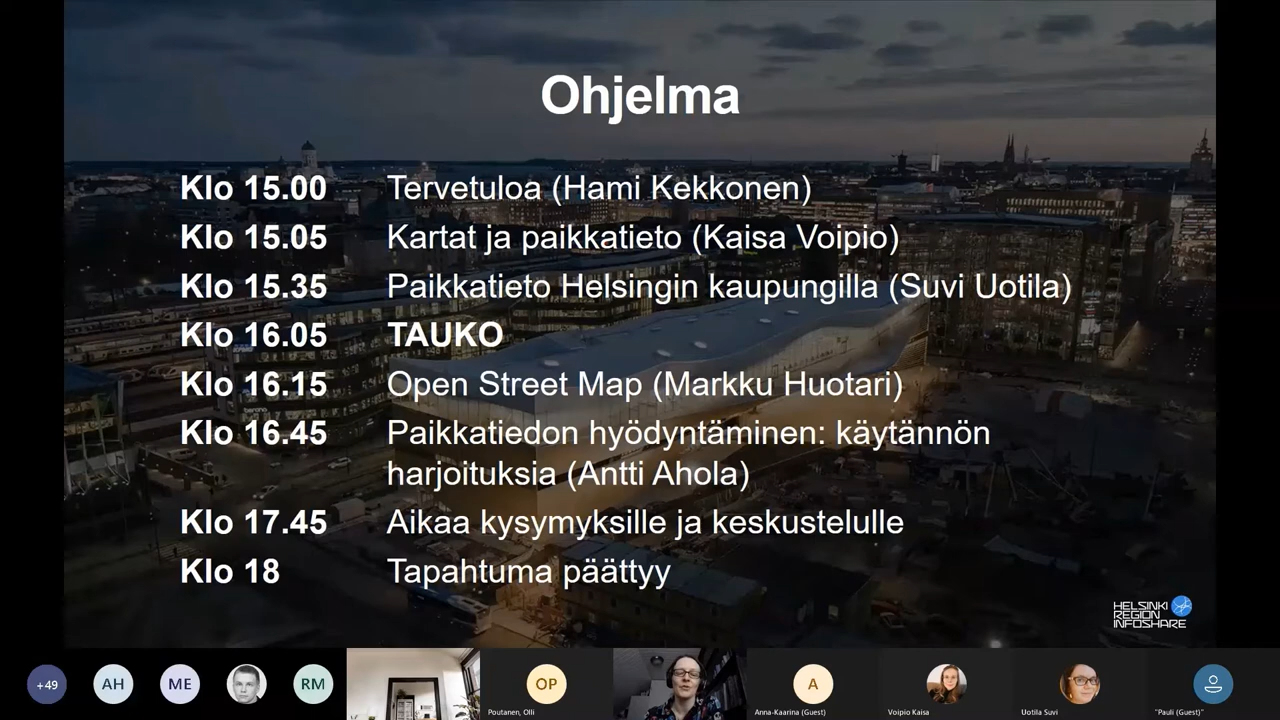 Ohjelma
Klo 15.00 Tervetuloa (Hami Kekkonen)
Klo 15.05 Kartat ja paikkatieto (Kaisa Voipio)
Klo 15.35 Paikkatieto Helsingin kaupungilla (Suvi Uotila)
Klo 16.05 TAUKO
Klo 16.15 Open Street Map (Markku Huotari)
Klo 16.45 Paikkatiedon hyödyntäminen: käytännön
harjoituksia (Antti Ahola)
Klo 17.45 Aikaa kysymyksille ja keskustelulle
Klo 18 Tapahtuma päättyy
HELSINKI
REGION
INFOSHARE
+49 AH ME RM OP A
Poutanen, Olli Anna-Kaarina (Guest) Voipio Kaisa Uotila Suvi "Pauli (Guest)"